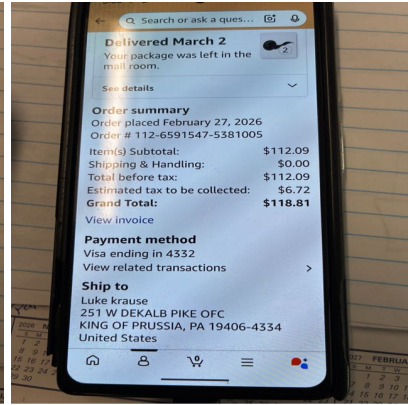 Search or ask a ques...
Delivered March 2
Your package was left in the
mail room.
2
See details
Order summary
Order placed February 27, 2026
Order # 112-6591547-5381005
Item(s) Subtotal: $112.09
Shipping & Handling: $0.00
Total before tax: $112.09
Estimated tax to be collected: $6.72
Grand Total: $118.81
View invoice
Payment method
Visa ending in 4332
View related transactions
Ship to
Luke krause
251 W DEKALB PIKE OFC
KING OF PRUSSIA, PA 19406-4334
United States
0
2026
FEBRUA